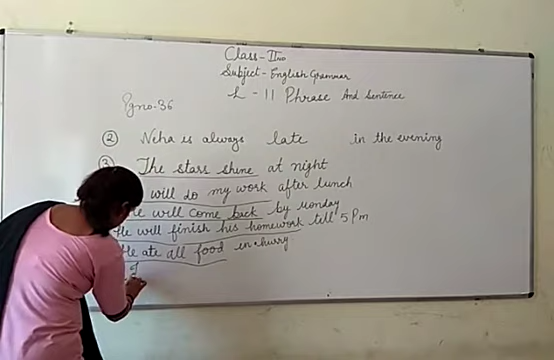 Class- IIwo
Subject- English Grammar
L - 11 Phrase And Sentence
Pg no.-36
② Neha is always late in the evening
③ The stars shine at night
will do my work after lunch
He will come back by monday
He will finish his homework till 5 Pm
He ate all food in hurry